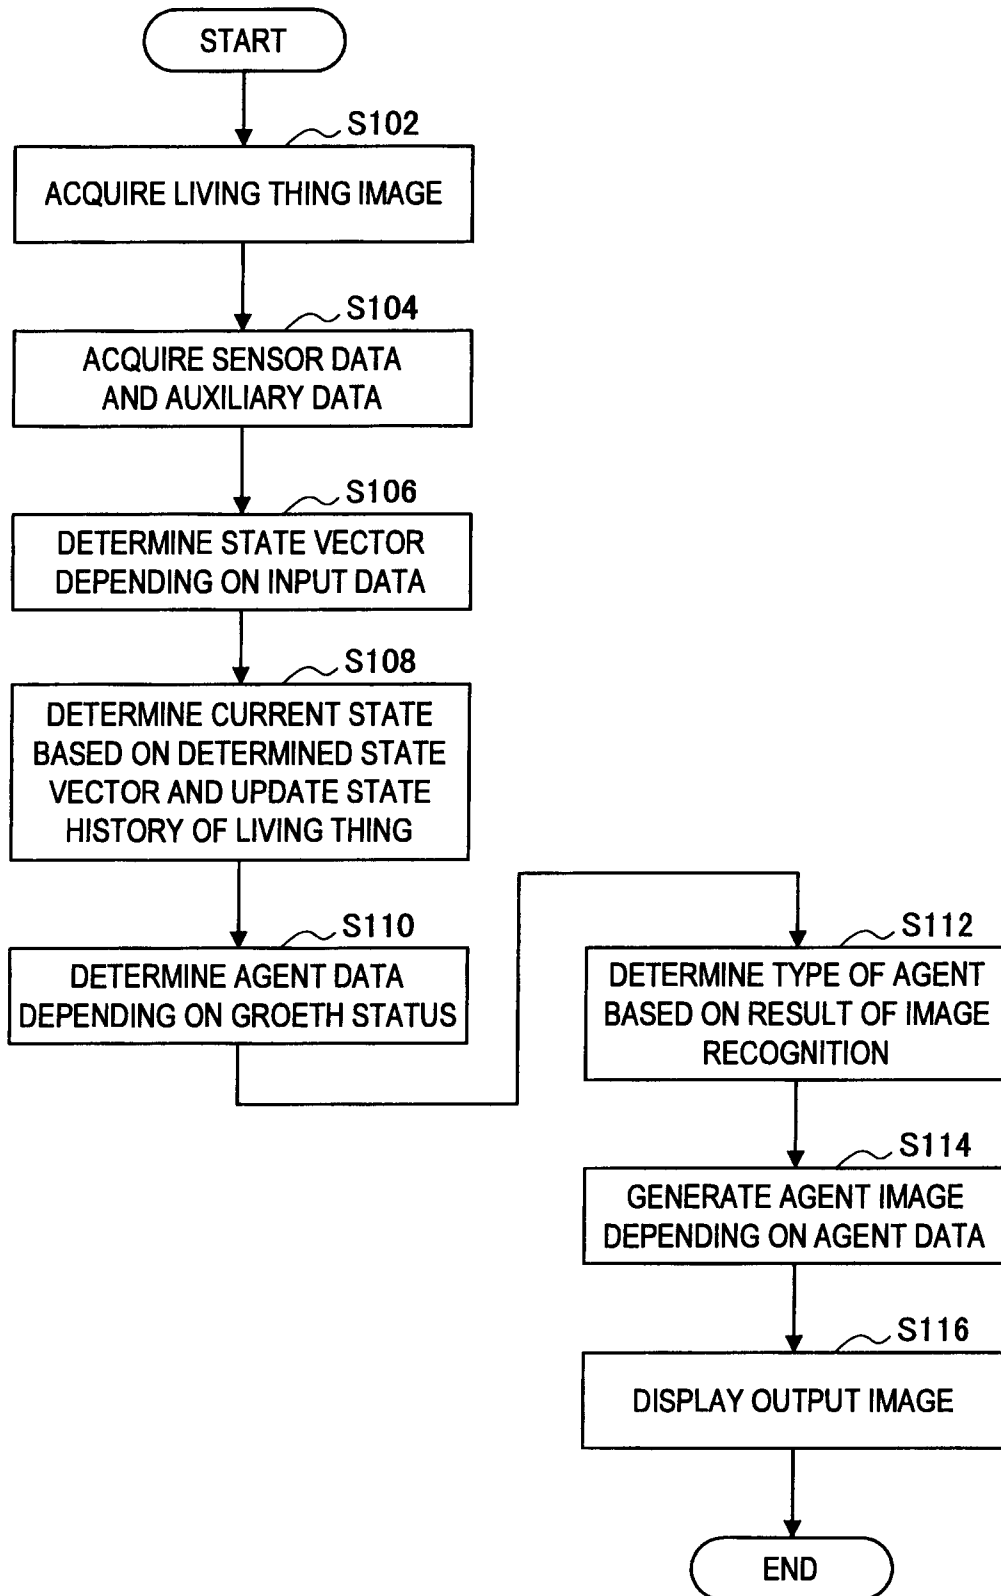 START
S102
ACQUIRE LIVING THING IMAGE
S104
ACQUIRE SENSOR DATA
AND AUXILIARY DATA
S106
DETERMINE STATE VECTOR
DEPENDING ON INPUT DATA
S108
DETERMINE CURRENT STATE
BASED ON DETERMINED STATE
VECTOR AND UPDATE STATE
HISTORY OF LIVING THING
S110
DETERMINE AGENT DATA
DEPENDING ON GROETH STATUS
S112
DETERMINE TYPE OF AGENT
BASED ON RESULT OF IMAGE
RECOGNITION
S114
GENERATE AGENT IMAGE
DEPENDING ON AGENT DATA
S116
DISPLAY OUTPUT IMAGE
END